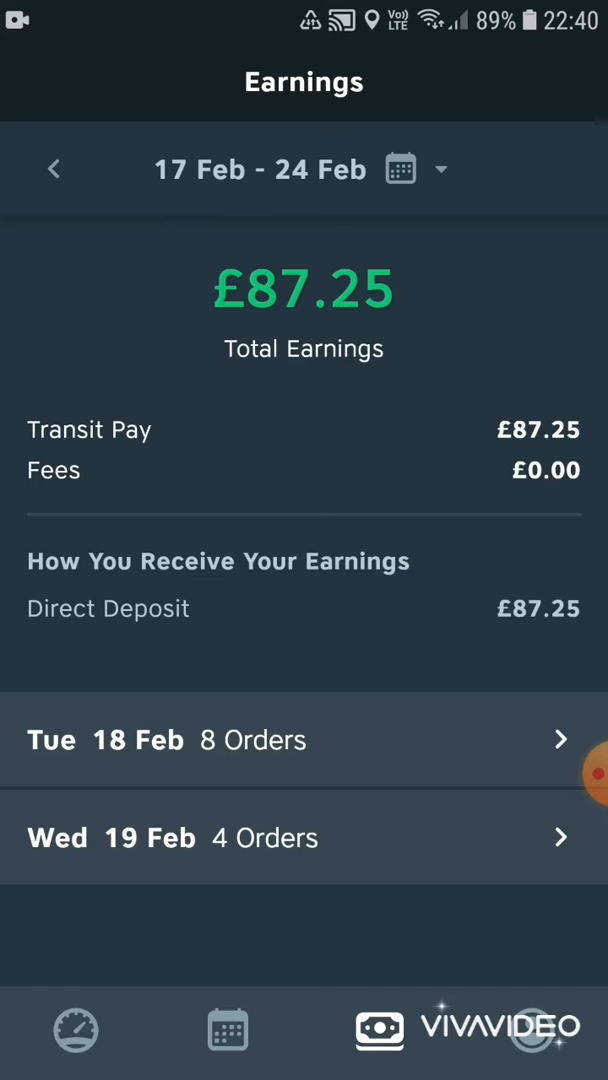 Vo))
LTE
89%
22:40
Earnings
17 Feb - 24 Feb
£87.25
Total Earnings
Transit Pay £87.25
Fees £0.00
How You Receive Your Earnings
Direct Deposit £87.25
Tue 18 Feb 8 Orders
Wed 19 Feb 4 Orders
VIVAVIDEO